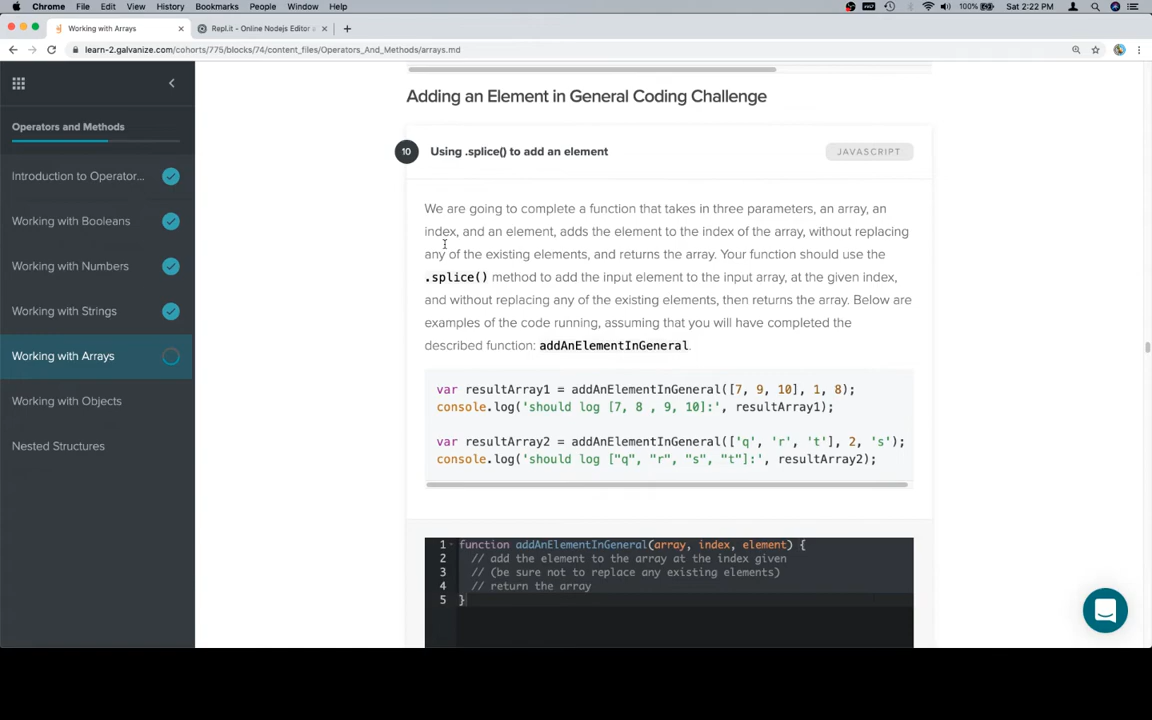 Chrome File Edit View History Bookmarks People Window Help
100% Sat 2:22 PM
Working with Arrays
Repl.it - Online Nodejs Editor a
learn-2.galvanize.com/cohorts/775/blocks/74/content_files/Operators_And_Methods/arrays.md
Operators and Methods
Introduction to Operator...
Working with Booleans
Working with Numbers
Working with Strings
Working with Arrays
Working with Objects
Nested Structures
Adding an Element in General Coding Challenge
10 Using .splice() to add an element JAVASCRIPT
We are going to complete a function that takes in three parameters, an array, an
index, and an element, adds the element to the index of the array, without replacing
any of the existing elements, and returns the array. Your function should use the
.splice() method to add the input element to the input array, at the given index,
and without replacing any of the existing elements, then returns the array. Below are
examples of the code running, assuming that you will have completed the
described function: addAnElementInGeneral.
var resultArray1 = addAnElementInGeneral([7, 9, 10], 1, 8);
console.log('should log [7, 8 , 9, 10]:', resultArray1);
var resultArray2 = addAnElementInGeneral(['q', 'r', 't'], 2, 's');
console.log('should log ["q", "r", "s", "t"]:', resultArray2);
1 function addAnElementInGeneral(array, index, element) {
2 // add the element to the array at the index given
3 // (be sure not to replace any existing elements)
4 // return the array
5 }